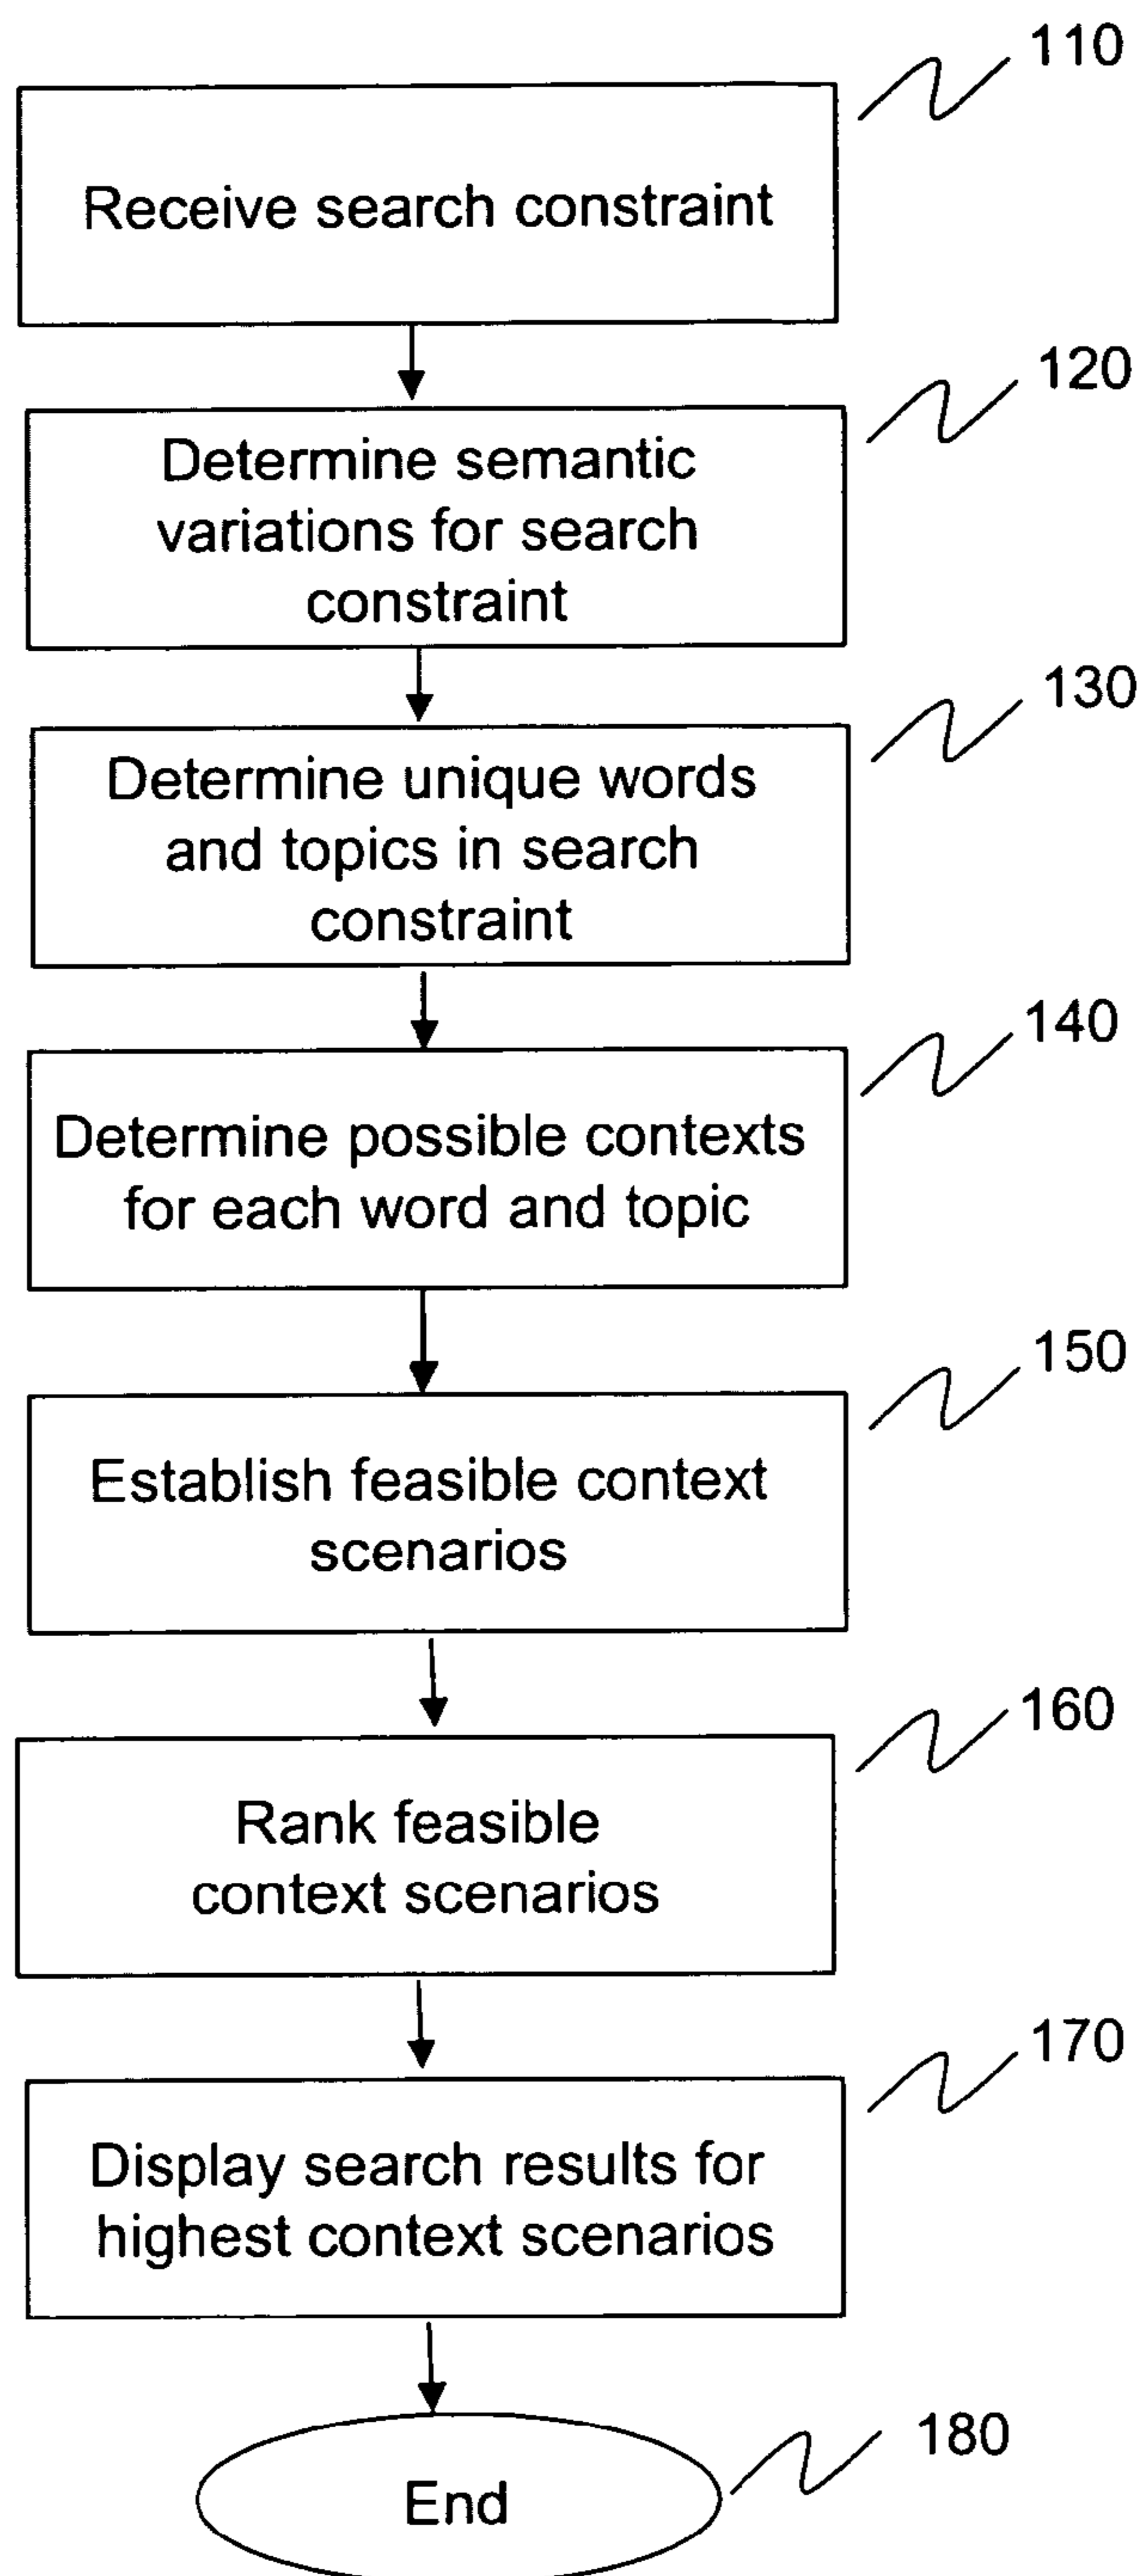 110
Receive search constraint
120
Determine semantic
variations for search
constraint
130
Determine unique words
and topics in search
constraint
140
Determine possible contexts
for each word and topic
150
Establish feasible context
scenarios
160
Rank feasible
context scenarios
170
Display search results for
highest context scenarios
180
End